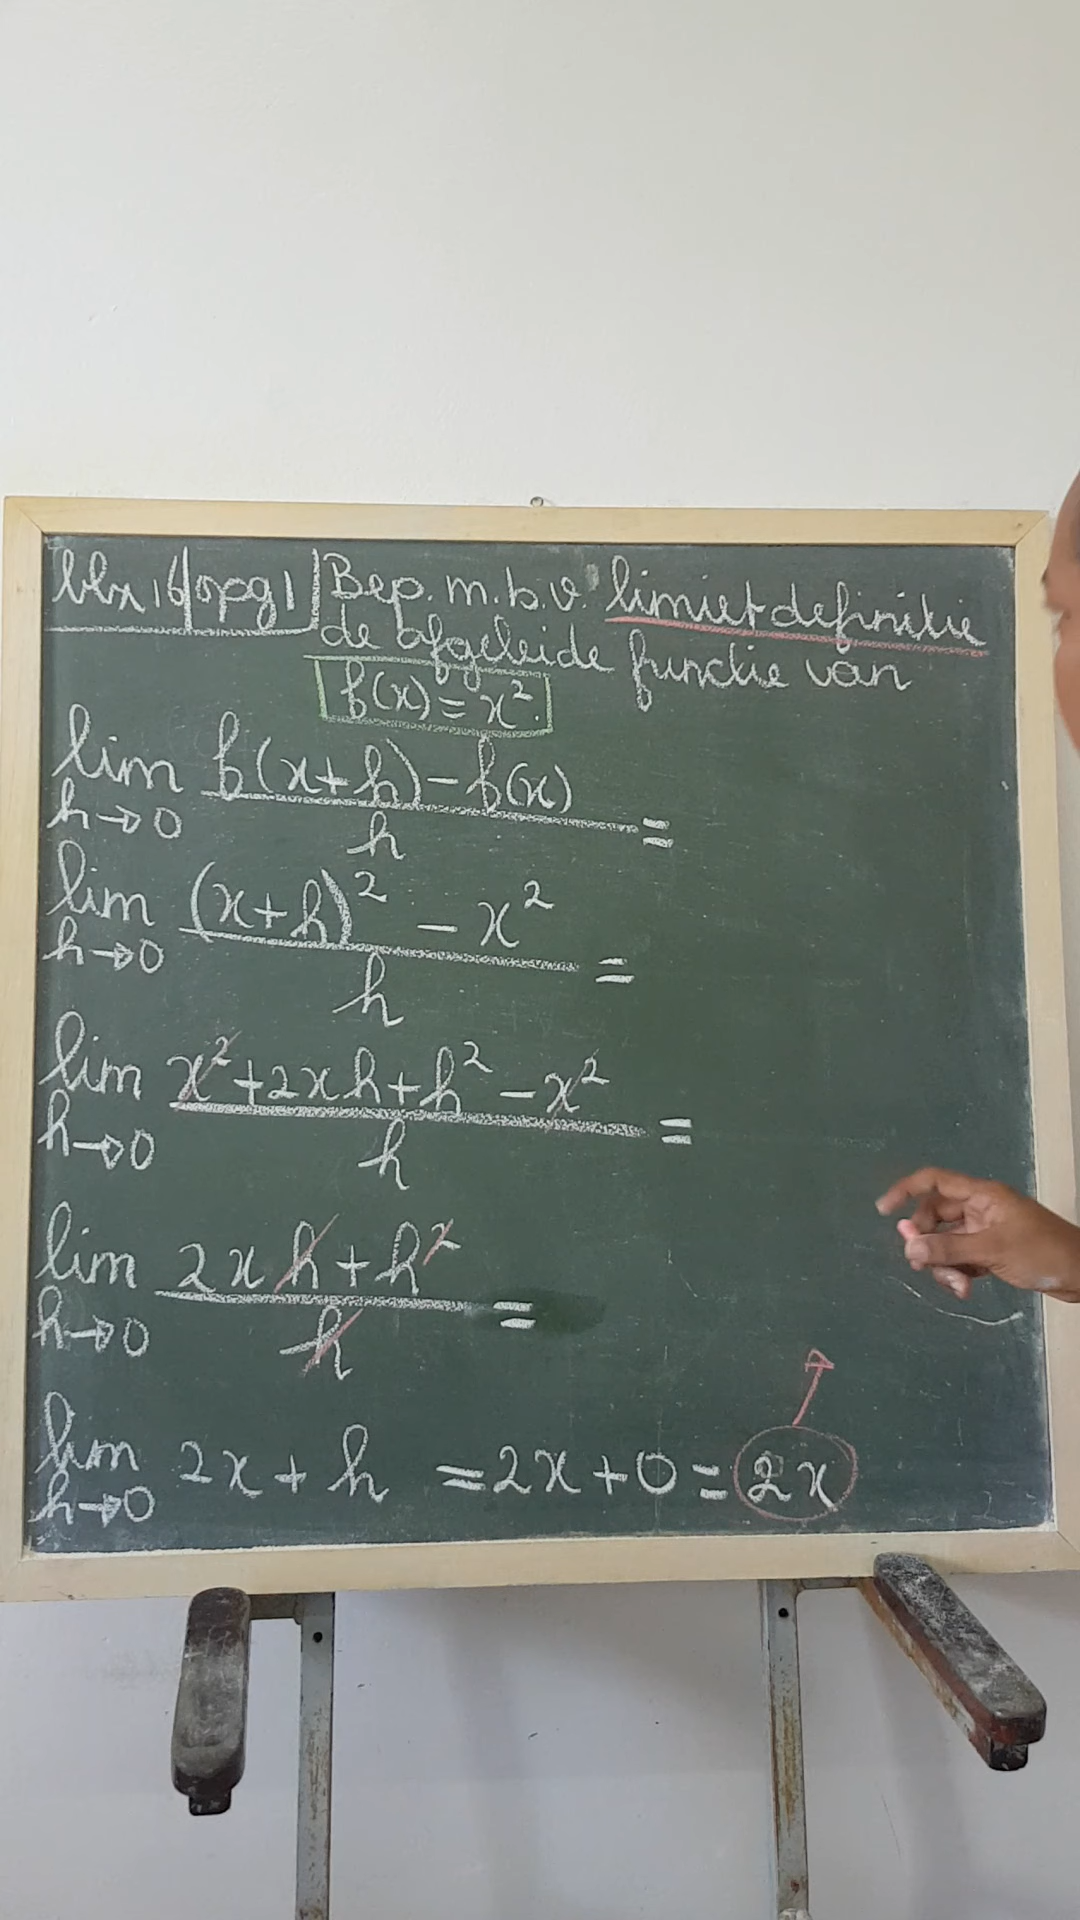 blz 16 opg 1 Bep. m.b.v. limietdefinitie
de afgeleide functie van
f(x) = x².
lim h→0 (f(x+h) - f(x))/h =
lim h→0 ((x+h)² - x²)/h =
lim h→0 (x² + 2xh + h² - x²)/h =
lim h→0 (2xh + h²)/h =
lim h→0 2x + h = 2x + 0 = 2x